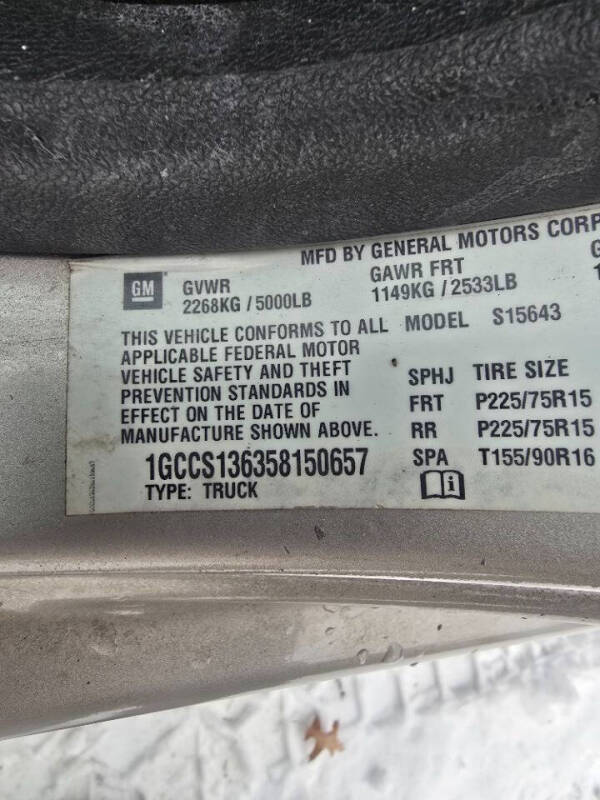 MFD BY GENERAL MOTORS CORP
GM GVWR GAWR FRT
2268KG / 5000LB 1149KG / 2533LB
THIS VEHICLE CONFORMS TO ALL MODEL S15643
APPLICABLE FEDERAL MOTOR
VEHICLE SAFETY AND THEFT SPHJ TIRE SIZE
PREVENTION STANDARDS IN
EFFECT ON THE DATE OF FRT P225/75R15
MANUFACTURE SHOWN ABOVE. RR P225/75R15
1GCCS136358150657 SPA T155/90R16
TYPE: TRUCK